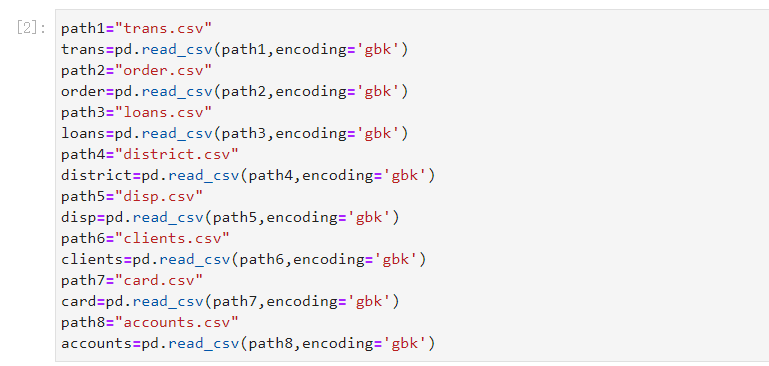 [2]:
path1="trans.csv"
trans=pd.read_csv(path1,encoding='gbk')
path2="order.csv"
order=pd.read_csv(path2,encoding='gbk')
path3="loans.csv"
loans=pd.read_csv(path3,encoding='gbk')
path4="district.csv"
district=pd.read_csv(path4,encoding='gbk')
path5="disp.csv"
disp=pd.read_csv(path5,encoding='gbk')
path6="clients.csv"
clients=pd.read_csv(path6,encoding='gbk')
path7="card.csv"
card=pd.read_csv(path7,encoding='gbk')
path8="accounts.csv"
accounts=pd.read_csv(path8,encoding='gbk')